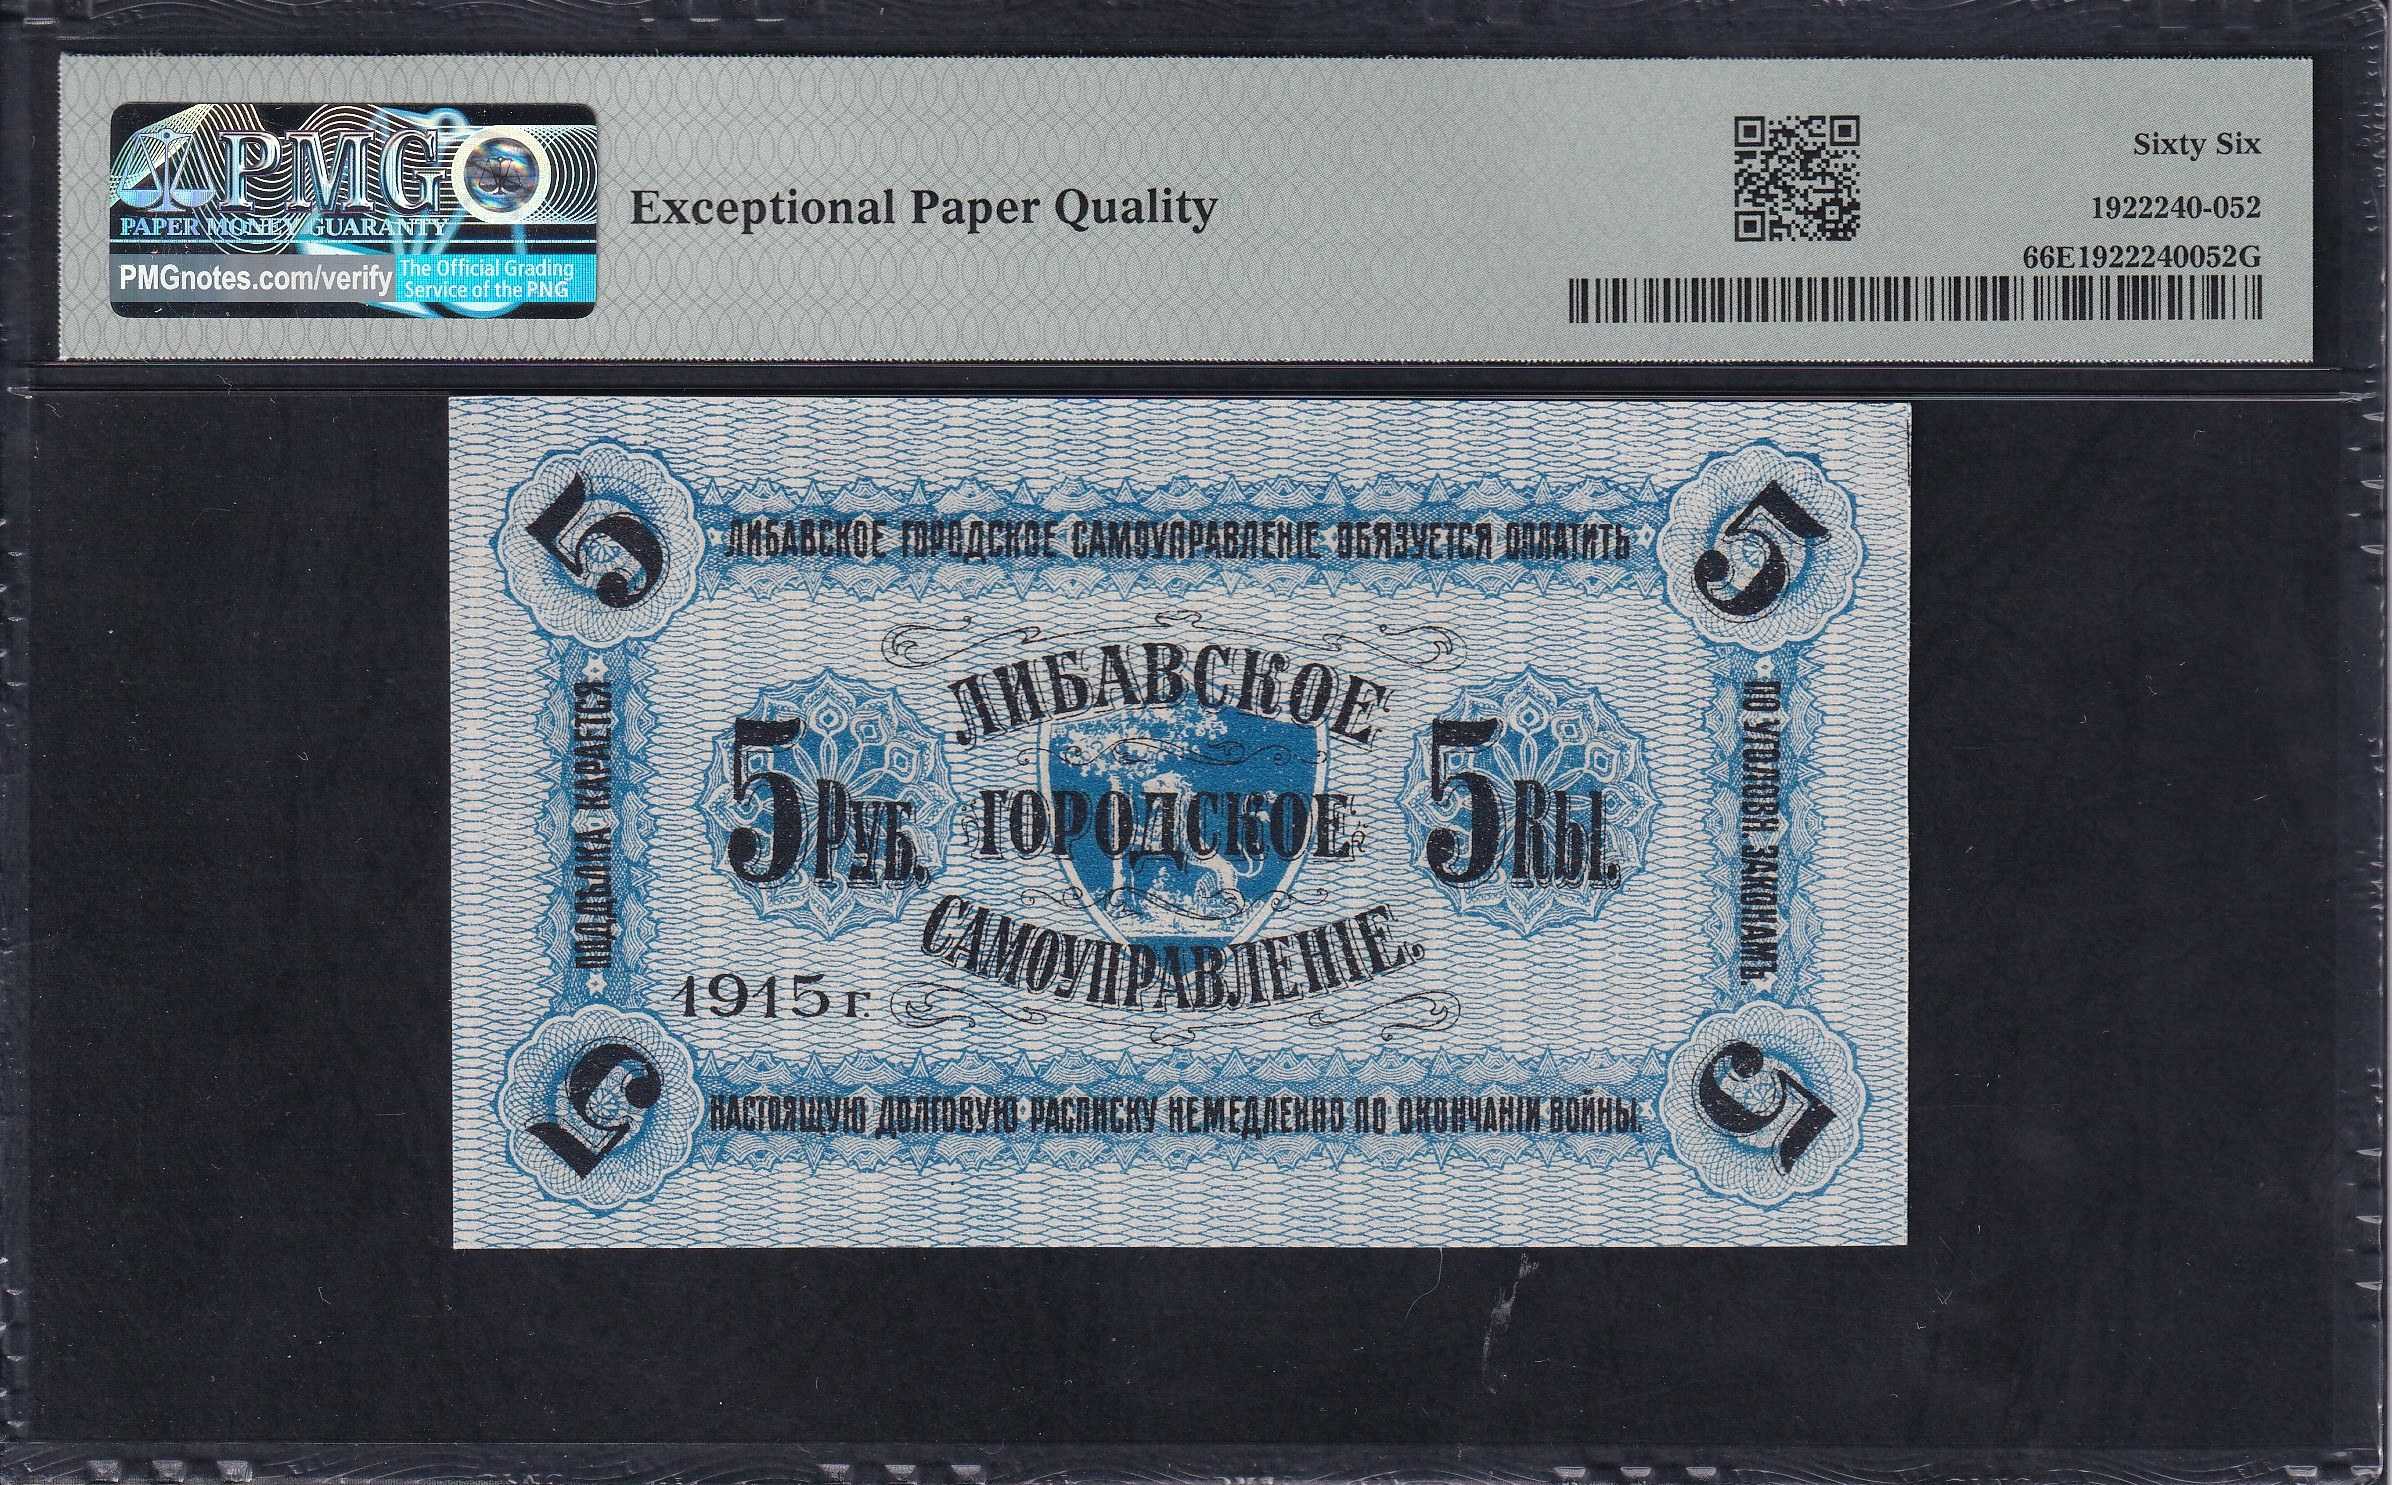 PMG
PAPER MONEY GUARANTY
PMGnotes.com/verify
The Official Grading
Service of the PNG
Exceptional Paper Quality
Sixty Six
1922240-052
66E1922240052G
5
5
ЛИБАВСКОЕ ГОРОДСКОЕ САМОУПРАВЛЕНІЕ ОБЯЗУЕТСЯ ОПЛАТИТЬ
ПОДДѢЛКА КАРАЕТСЯ
ПО УГОЛОВН. ЗАКОНАМЪ.
ЛИБАВСКОЕ
5 РУБ.
ГОРОДСКОЕ
5 Rbl.
САМОУПРАВЛЕНІЕ.
1915 г.
5
5
НАСТОЯЩУЮ ДОЛГОВУЮ РАСПИСКУ НЕМЕДЛЕННО ПО ОКОНЧАНІИ ВОЙНЫ.